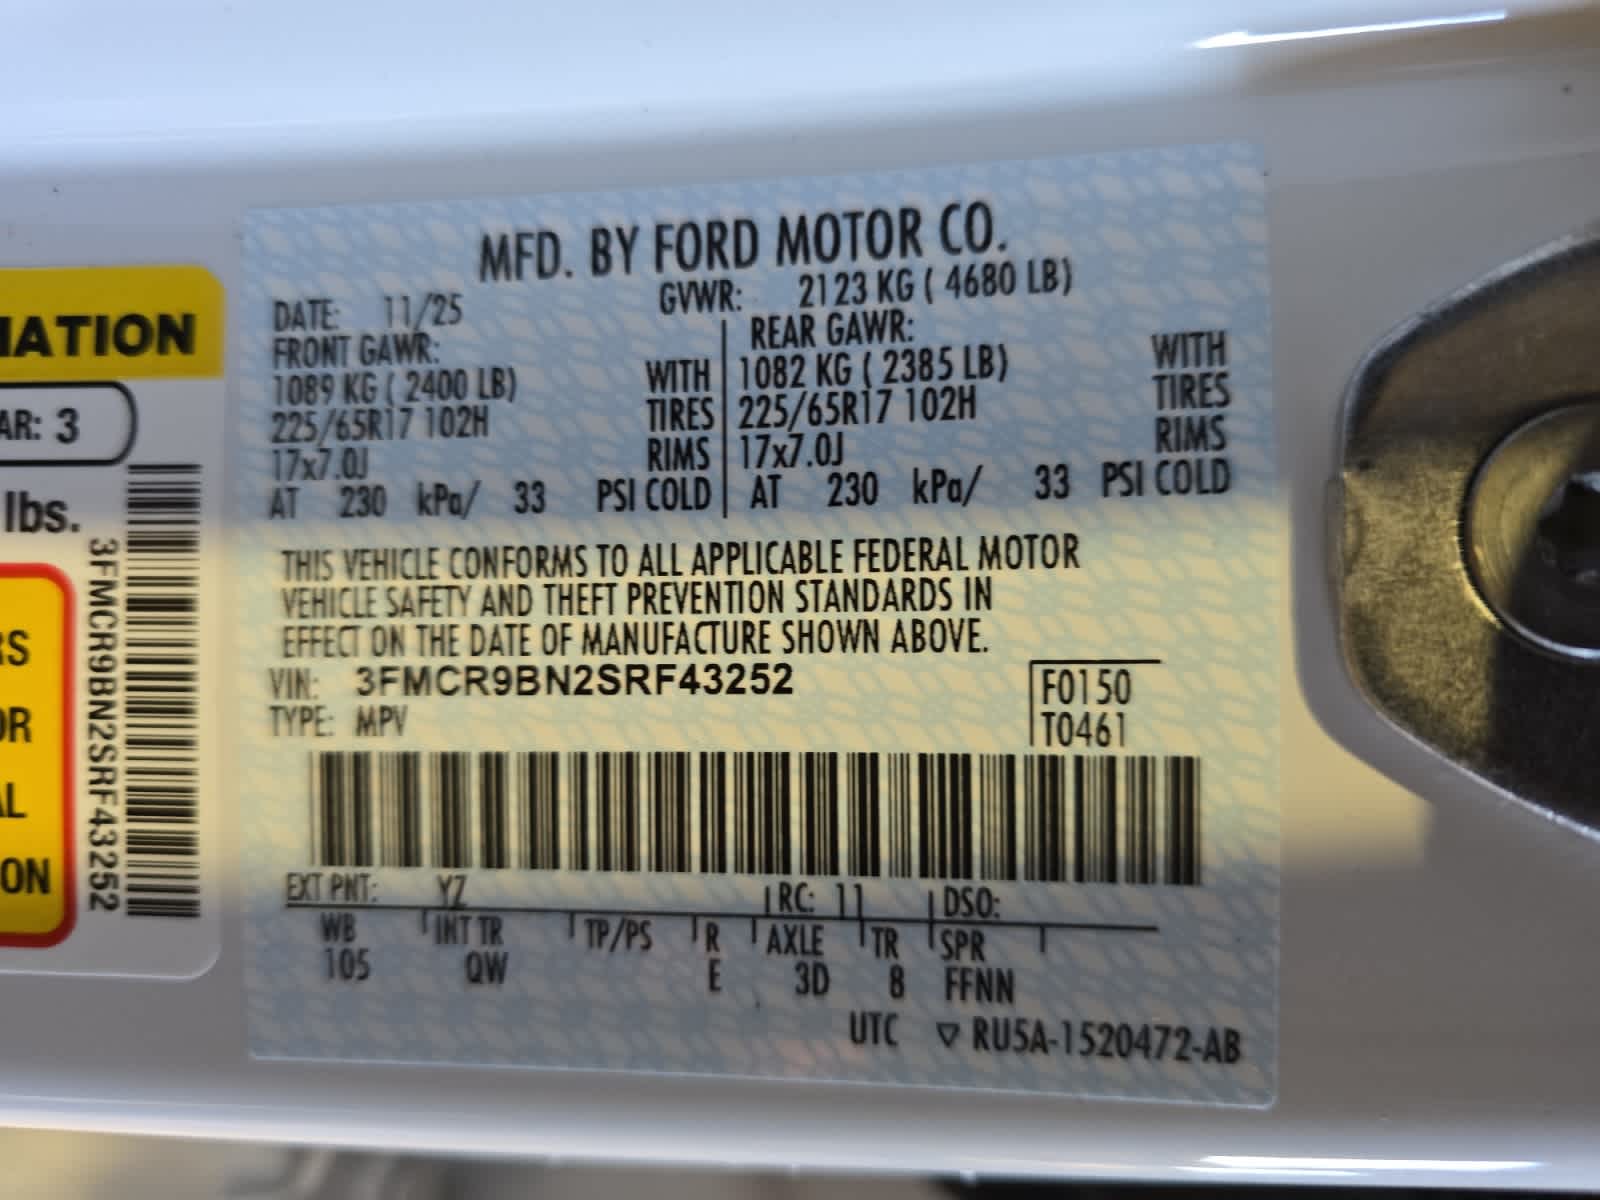 MFD. BY FORD MOTOR CO.
DATE: 11/25 GVWR: 2123 KG ( 4680 LB)
FRONT GAWR: REAR GAWR:
1089 KG ( 2400 LB) WITH 1082 KG ( 2385 LB) WITH
225/65R17 102H TIRES 225/65R17 102H TIRES
17x7.0J RIMS 17x7.0J RIMS
AT 230 kPa/ 33 PSI COLD AT 230 kPa/ 33 PSI COLD
THIS VEHICLE CONFORMS TO ALL APPLICABLE FEDERAL MOTOR
VEHICLE SAFETY AND THEFT PREVENTION STANDARDS IN
EFFECT ON THE DATE OF MANUFACTURE SHOWN ABOVE.
VIN: 3FMCR9BN2SRF43252 F0150
TYPE: MPV T0461
EXT PNT: YZ RC: 11 DSO:
WB INT TR TP/PS R AXLE TR SPR
105 QW E 3D 8 FFNN
UTC ▽ RU5A-1520472-AB
MATION
AR: 3
lbs.
3FMCR9BN2SRF43252
RS
OR
AL
ON